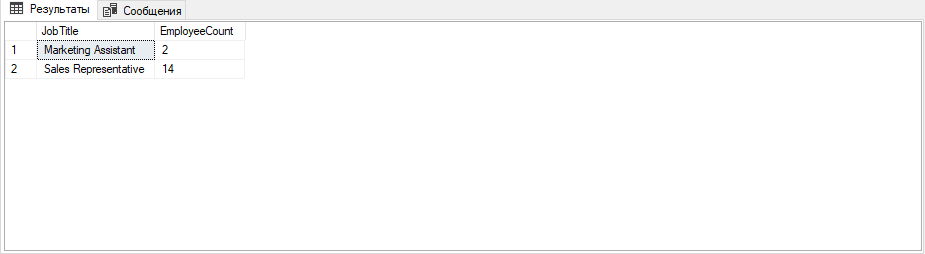 Результаты Сообщения
JobTitle EmployeeCount
1 Marketing Assistant 2
2 Sales Representative 14